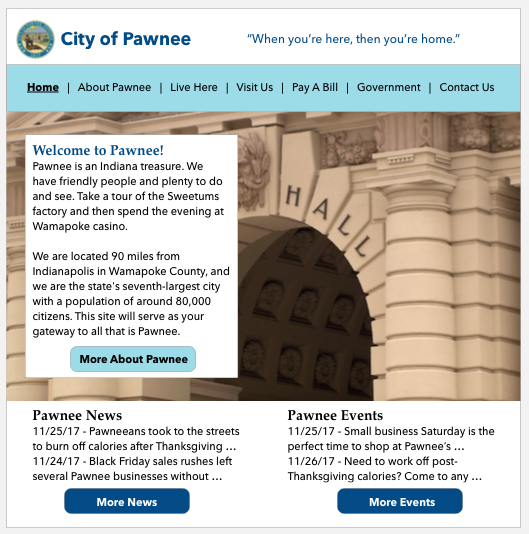 City of Pawnee
“When you’re here, then you’re home.”
Home | About Pawnee | Live Here | Visit Us | Pay A Bill | Government | Contact Us
HALL
Welcome to Pawnee!
Pawnee is an Indiana treasure. We
have friendly people and plenty to do
and see. Take a tour of the Sweetums
factory and then spend the evening at
Wamapoke casino.
We are located 90 miles from
Indianapolis in Wamapoke County, and
we are the state's seventh-largest city
with a population of around 80,000
citizens. This site will serve as your
gateway to all that is Pawnee.
More About Pawnee
Pawnee News
11/25/17 - Pawneeans took to the streets
to burn off calories after Thanksgiving …
11/24/17 - Black Friday sales rushes left
several Pawnee businesses without …
More News
Pawnee Events
11/25/17 - Small business Saturday is the
perfect time to shop at Pawnee’s …
11/26/17 - Need to work off post-
Thanksgiving calories? Come to any …
More Events